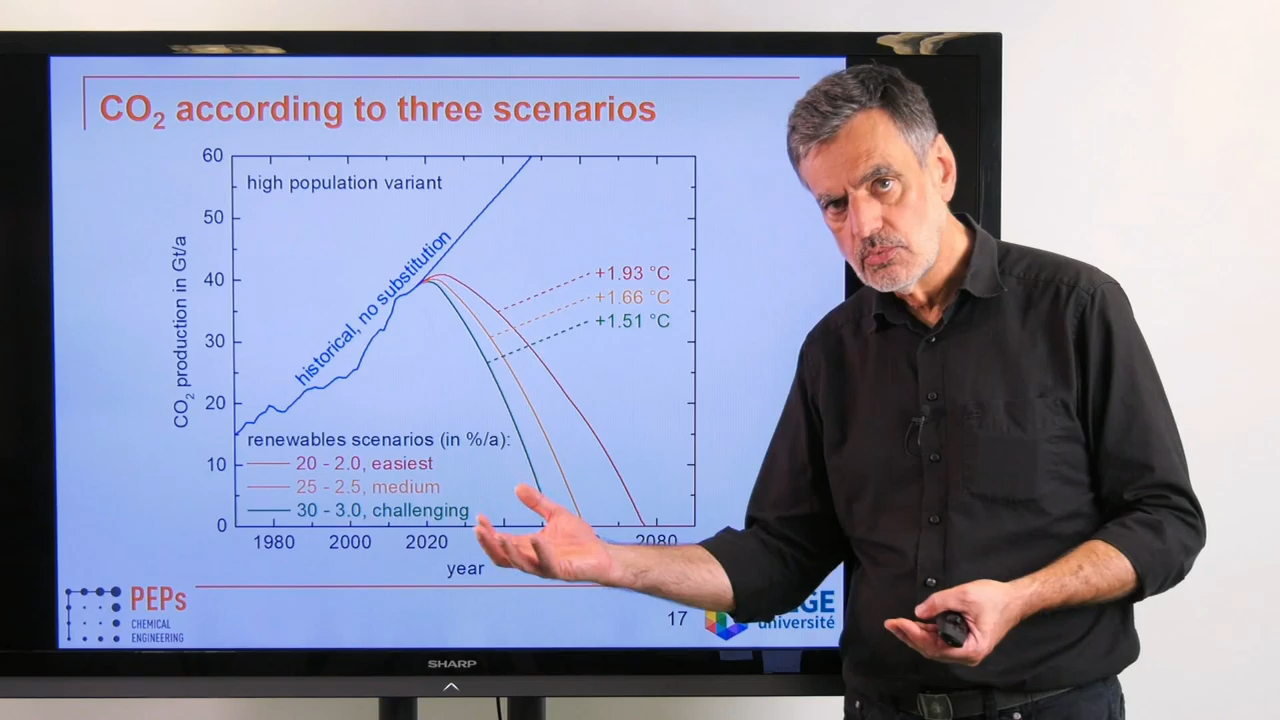 CO2 according to three scenarios
60
high population variant
50
40
30
20
10
0
CO2 production in Gt/a
historical, no substitution
+1.93 °C
+1.66 °C
+1.51 °C
renewables scenarios (in %/a):
20 - 2.0, easiest
25 - 2.5, medium
30 - 3.0, challenging
1980 2000 2020 2080
year
PEPs
CHEMICAL
ENGINEERING
17
université
SHARP